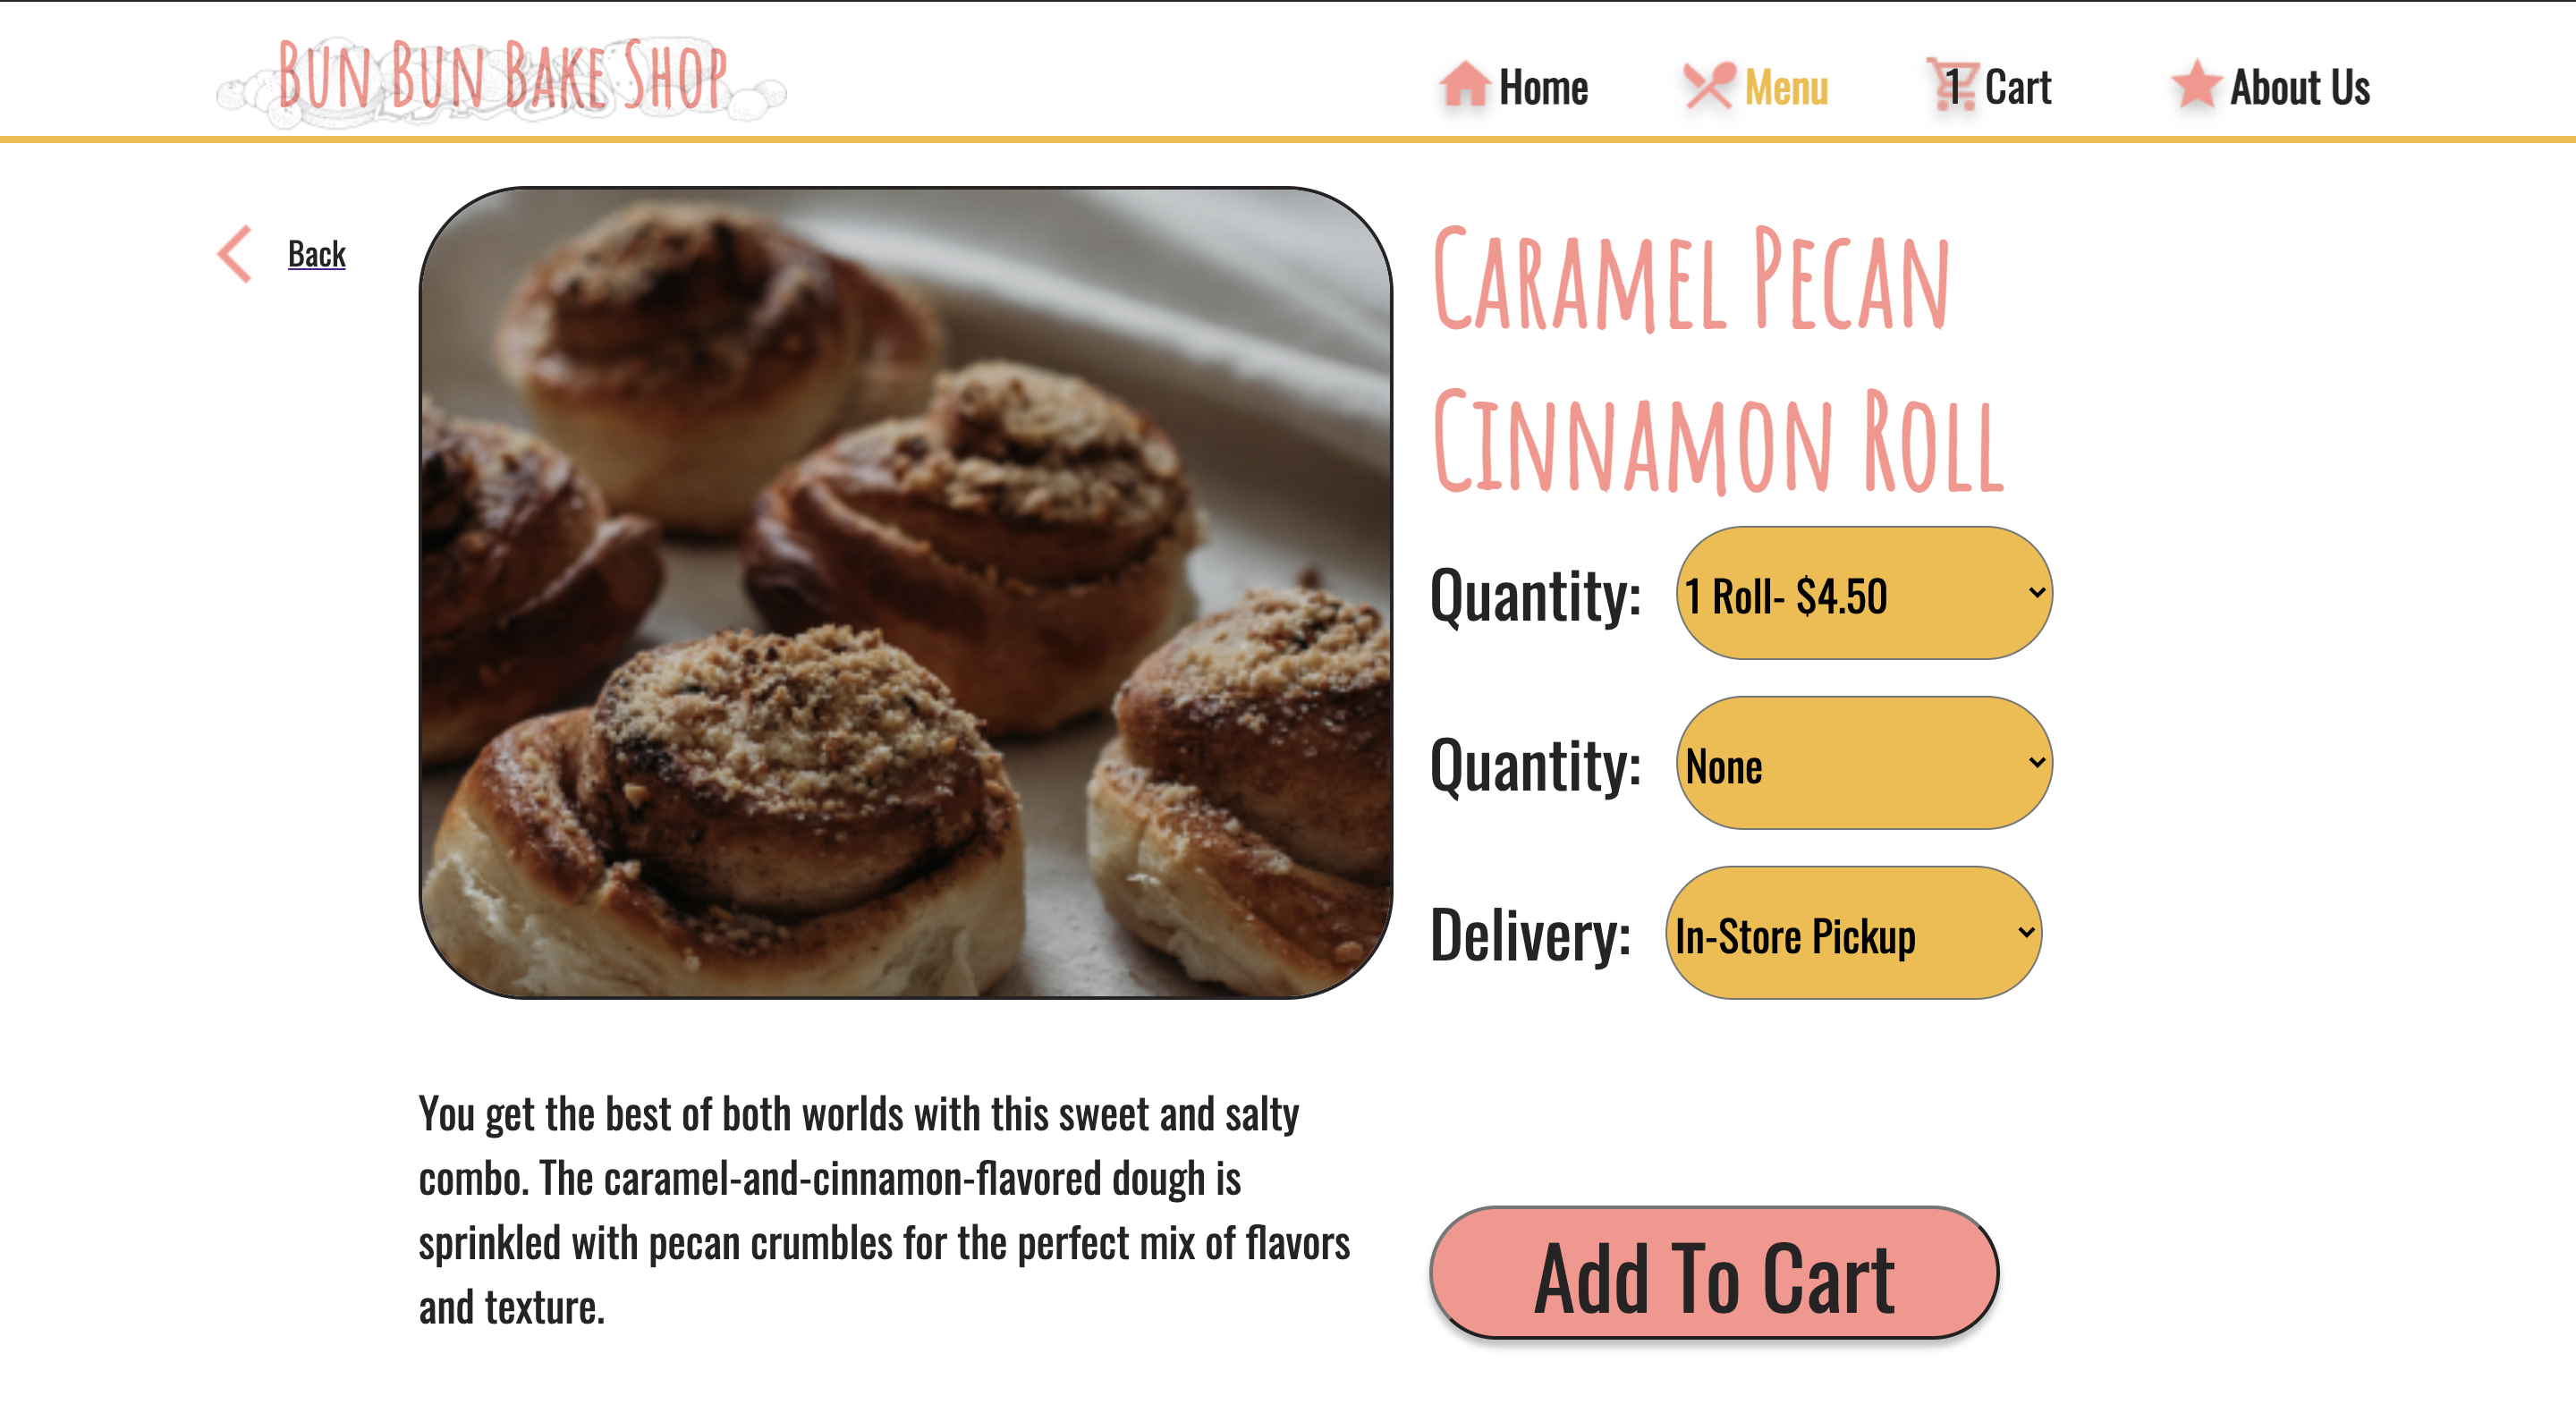 Bun Bun Bake Shop
Home
Menu
1 Cart
About Us
Back
Caramel Pecan
Cinnamon Roll
Quantity: 1 Roll- $4.50
Quantity: None
Delivery: In-Store Pickup
You get the best of both worlds with this sweet and salty
combo. The caramel-and-cinnamon-flavored dough is
sprinkled with pecan crumbles for the perfect mix of flavors
and texture.
Add To Cart